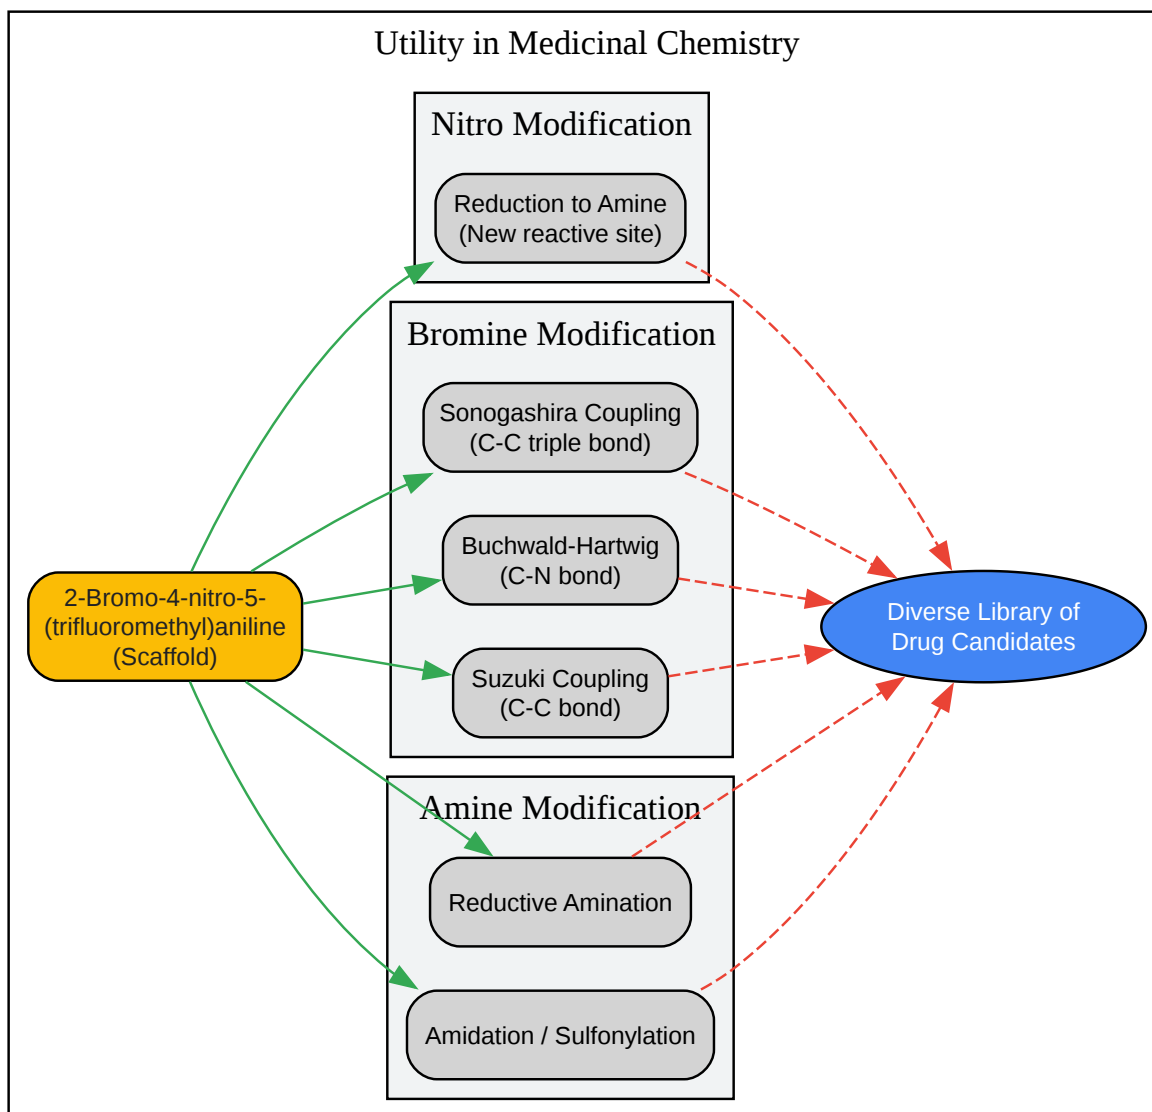 Utility in Medicinal Chemistry
Nitro Modification
Reduction to Amine
(New reactive site)
Bromine Modification
Sonogashira Coupling
(C-C triple bond)
Buchwald-Hartwig
(C-N bond)
Suzuki Coupling
(C-C bond)
2-Bromo-4-nitro-5-
(trifluoromethyl)aniline
(Scaffold)
Diverse Library of
Drug Candidates
Amine Modification
Reductive Amination
Amidation / Sulfonylation